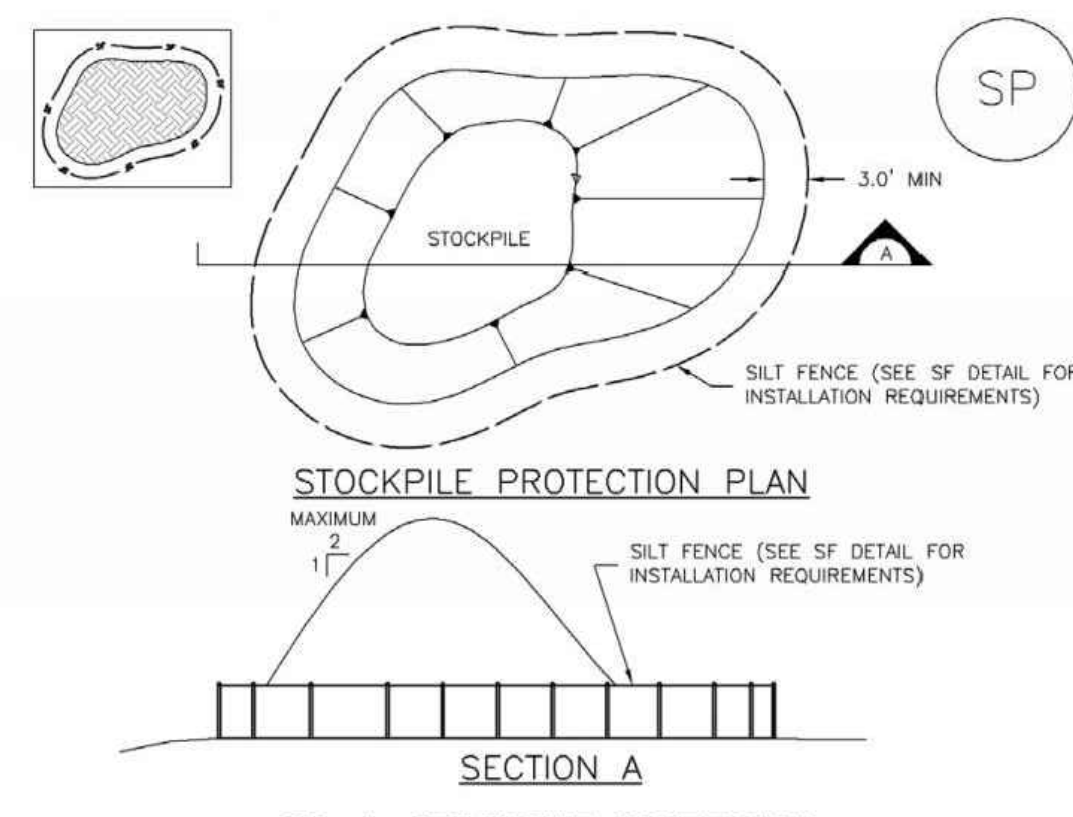 SP
3.0' MIN
STOCKPILE
A
SILT FENCE (SEE SF DETAIL FOR
INSTALLATION REQUIREMENTS)
STOCKPILE PROTECTION PLAN
MAXIMUM
2
1
SILT FENCE (SEE SF DETAIL FOR
INSTALLATION REQUIREMENTS)
SECTION A